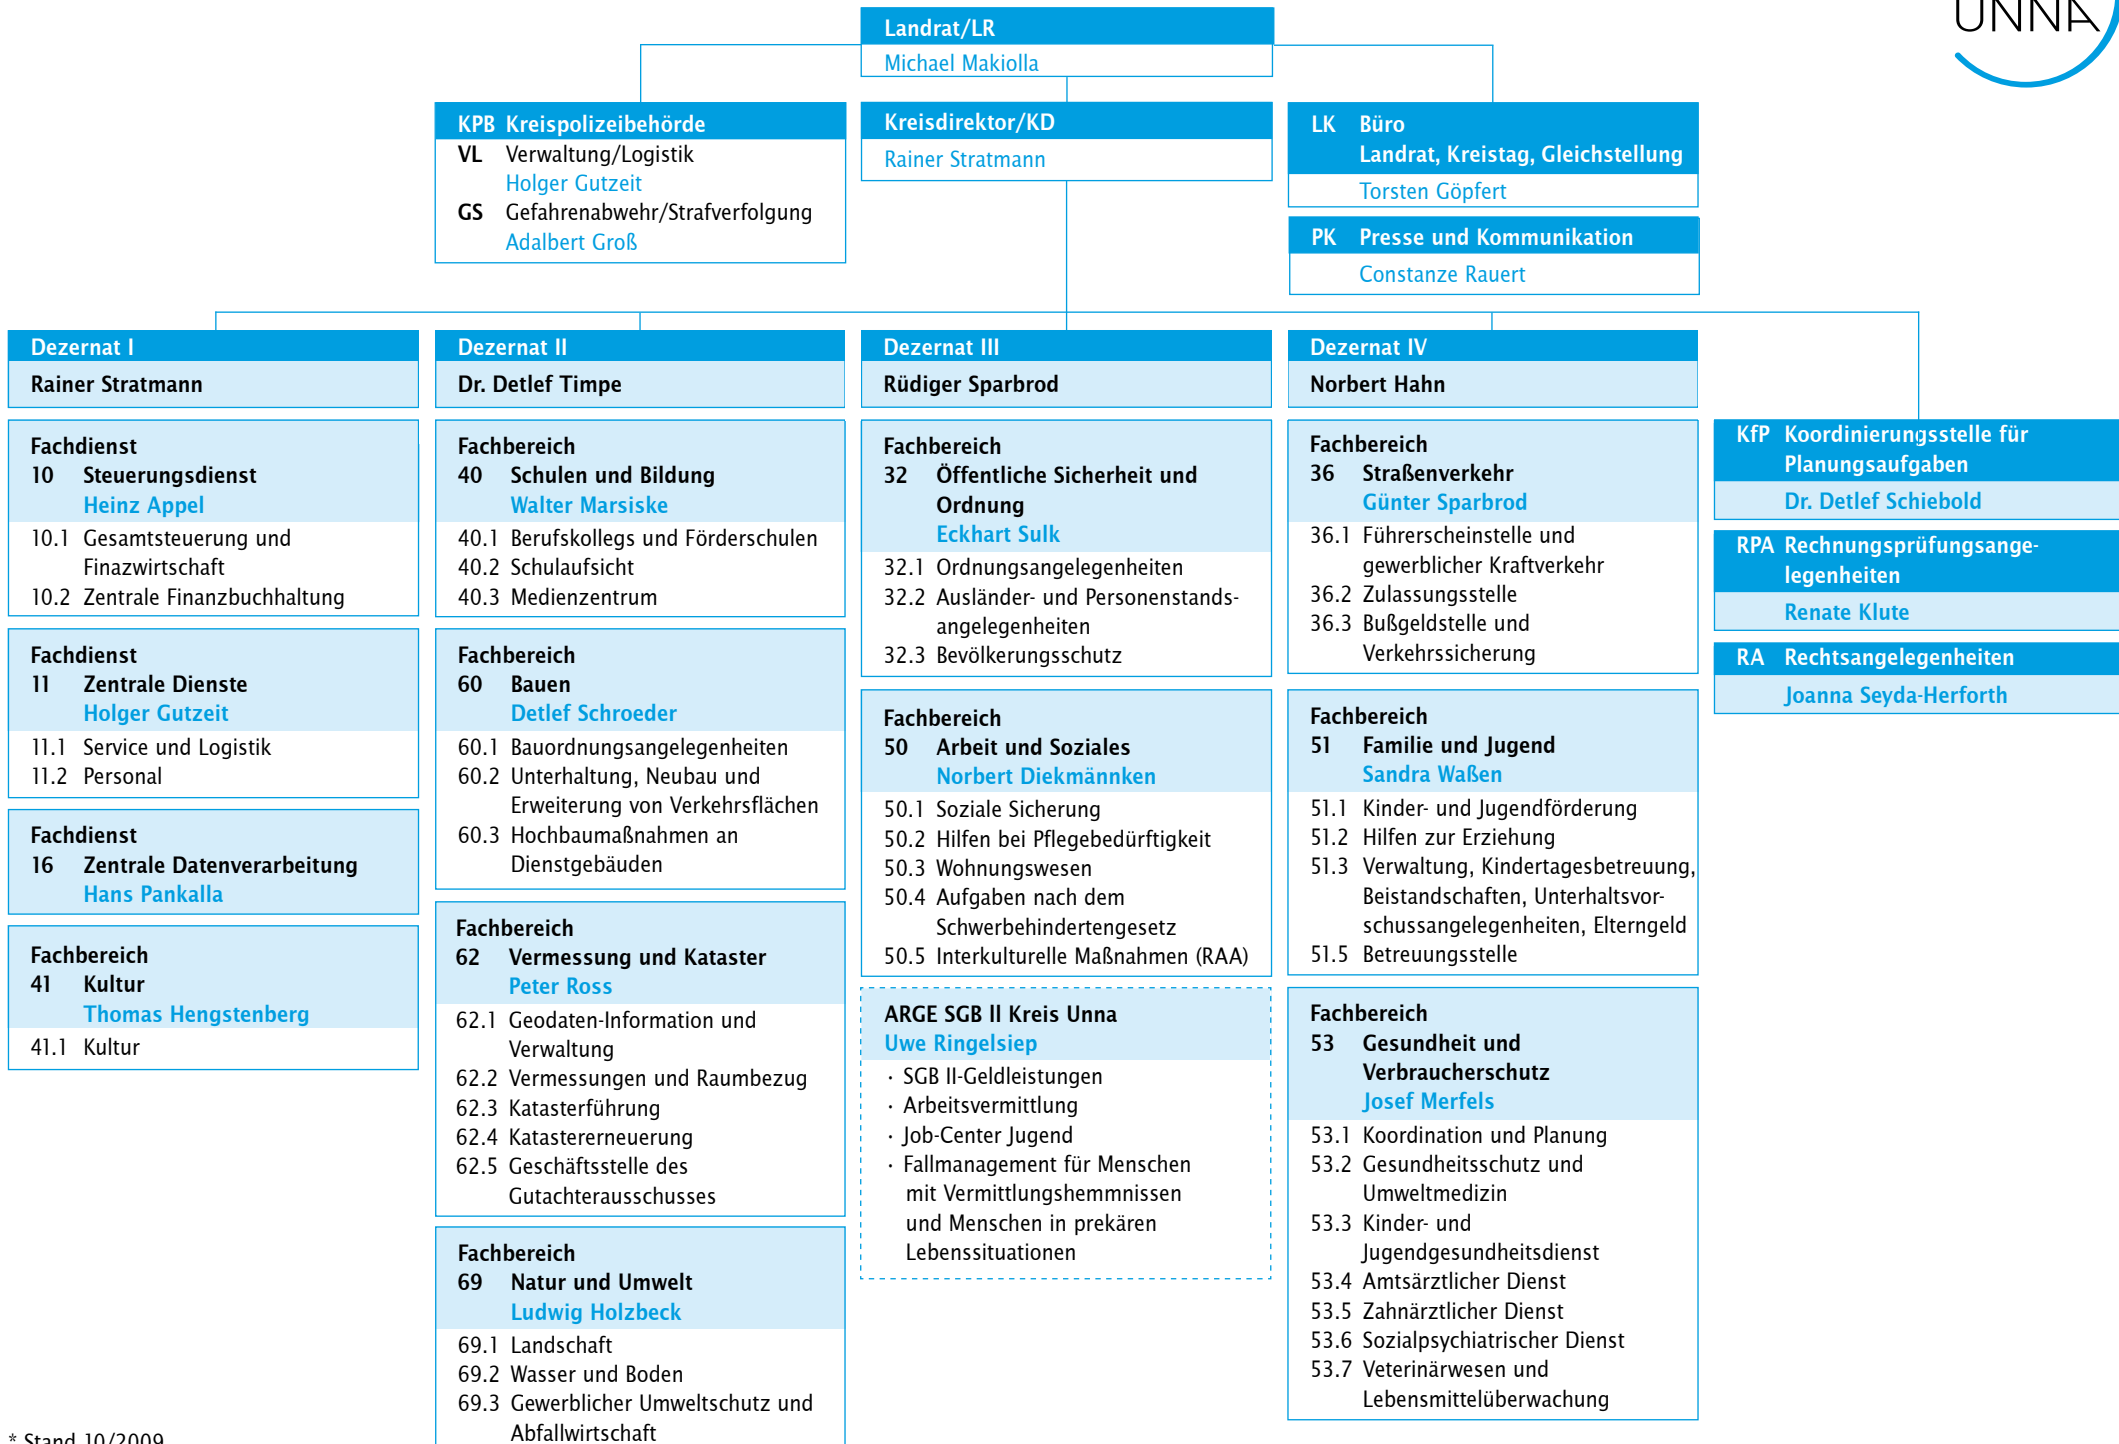 UNNA
Landrat/LR
Michael Makiolla
KPB Kreispolizeibehörde
VL Verwaltung/Logistik
Holger Gutzeit
GS Gefahrenabwehr/Strafverfolgung
Adalbert Groß
Kreisdirektor/KD
Rainer Stratmann
LK Büro
Landrat, Kreistag, Gleichstellung
Torsten Göpfert
PK Presse und Kommunikation
Constanze Rauert
Dezernat I
Rainer Stratmann
Fachdienst
10 Steuerungsdienst
Heinz Appel
10.1 Gesamtsteuerung und
Finazwirtschaft
10.2 Zentrale Finanzbuchhaltung
Fachdienst
11 Zentrale Dienste
Holger Gutzeit
11.1 Service und Logistik
11.2 Personal
Fachdienst
16 Zentrale Datenverarbeitung
Hans Pankalla
Fachbereich
41 Kultur
Thomas Hengstenberg
41.1 Kultur
Dezernat II
Dr. Detlef Timpe
Fachbereich
40 Schulen und Bildung
Walter Marsiske
40.1 Berufskollegs und Förderschulen
40.2 Schulaufsicht
40.3 Medienzentrum
Fachbereich
60 Bauen
Detlef Schroeder
60.1 Bauordnungsangelegenheiten
60.2 Unterhaltung, Neubau und
Erweiterung von Verkehrsflächen
60.3 Hochbaumaßnahmen an
Dienstgebäuden
Fachbereich
62 Vermessung und Kataster
Peter Ross
62.1 Geodaten-Information und
Verwaltung
62.2 Vermessungen und Raumbezug
62.3 Katasterführung
62.4 Katastererneuerung
62.5 Geschäftsstelle des
Gutachterausschusses
Fachbereich
69 Natur und Umwelt
Ludwig Holzbeck
69.1 Landschaft
69.2 Wasser und Boden
69.3 Gewerblicher Umweltschutz und
Abfallwirtschaft
Dezernat III
Rüdiger Sparbrod
Fachbereich
32 Öffentliche Sicherheit und
Ordnung
Eckhart Sulk
32.1 Ordnungsangelegenheiten
32.2 Ausländer- und Personenstands-
angelegenheiten
32.3 Bevölkerungsschutz
Fachbereich
50 Arbeit und Soziales
Norbert Diekmännken
50.1 Soziale Sicherung
50.2 Hilfen bei Pflegebedürftigkeit
50.3 Wohnungswesen
50.4 Aufgaben nach dem
Schwerbehindertengesetz
50.5 Interkulturelle Maßnahmen (RAA)
ARGE SGB ll Kreis Unna
Uwe Ringelsiep
· SGB II-Geldleistungen
· Arbeitsvermittlung
· Job-Center Jugend
· Fallmanagement für Menschen
mit Vermittlungshemmnissen
und Menschen in prekären
Lebenssituationen
Dezernat IV
Norbert Hahn
Fachbereich
36 Straßenverkehr
Günter Sparbrod
36.1 Führerscheinstelle und
gewerblicher Kraftverkehr
36.2 Zulassungsstelle
36.3 Bußgeldstelle und
Verkehrssicherung
Fachbereich
51 Familie und Jugend
Sandra Waßen
51.1 Kinder- und Jugendförderung
51.2 Hilfen zur Erziehung
51.3 Verwaltung, Kindertagesbetreuung,
Beistandschaften, Unterhaltsvor-
schussangelegenheiten, Elterngeld
51.5 Betreuungsstelle
Fachbereich
53 Gesundheit und
Verbraucherschutz
Josef Merfels
53.1 Koordination und Planung
53.2 Gesundheitsschutz und
Umweltmedizin
53.3 Kinder- und
Jugendgesundheitsdienst
53.4 Amtsärztlicher Dienst
53.5 Zahnärztlicher Dienst
53.6 Sozialpsychiatrischer Dienst
53.7 Veterinärwesen und
Lebensmittelüberwachung
KfP Koordinierungsstelle für
Planungsaufgaben
Dr. Detlef Schiebold
RPA Rechnungsprüfungsange-
legenheiten
Renate Klute
RA Rechtsangelegenheiten
Joanna Seyda-Herforth
* Stand 10/2009